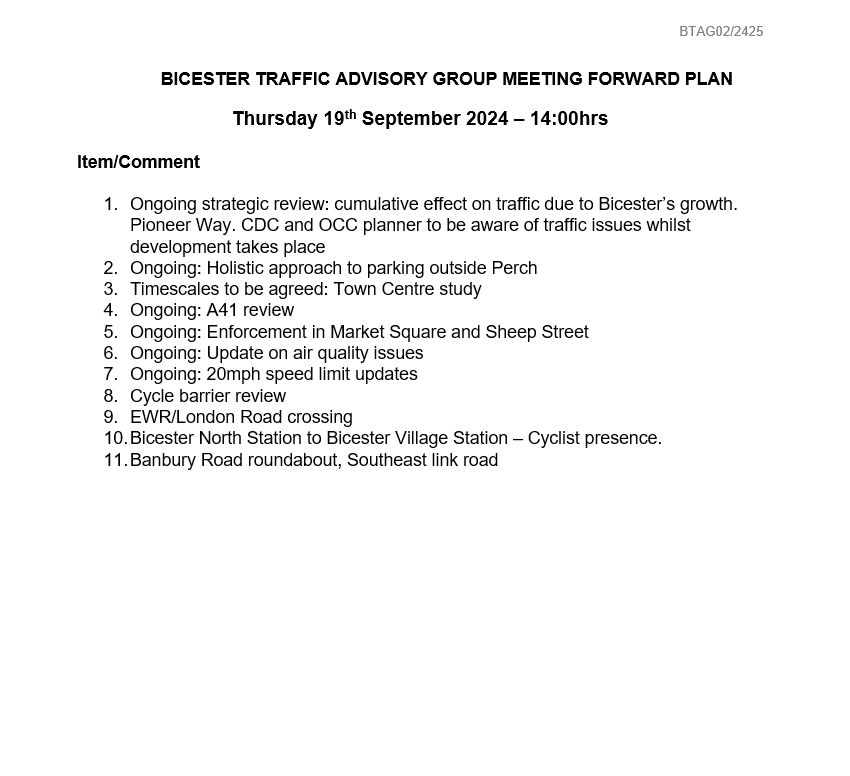 BTAG02/2425
BICESTER TRAFFIC ADVISORY GROUP MEETING FORWARD PLAN
Thursday 19th September 2024 – 14:00hrs
Item/Comment
1. Ongoing strategic review: cumulative effect on traffic due to Bicester’s growth.
Pioneer Way. CDC and OCC planner to be aware of traffic issues whilst
development takes place
2. Ongoing: Holistic approach to parking outside Perch
3. Timescales to be agreed: Town Centre study
4. Ongoing: A41 review
5. Ongoing: Enforcement in Market Square and Sheep Street
6. Ongoing: Update on air quality issues
7. Ongoing: 20mph speed limit updates
8. Cycle barrier review
9. EWR/London Road crossing
10. Bicester North Station to Bicester Village Station – Cyclist presence.
11. Banbury Road roundabout, Southeast link road